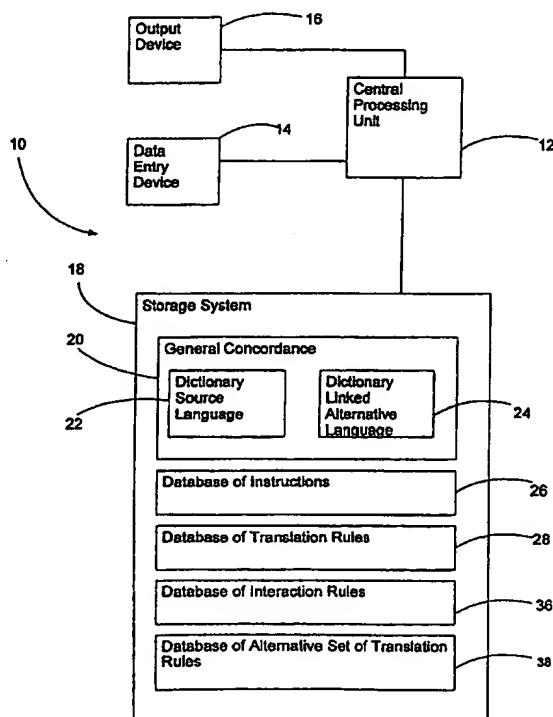 Output
Device
16
Central
Processing
Unit
12
Data
Entry
Device
14
10
18
Storage System
20
General Concordance
Dictionary
Source
Language
22
Dictionary
Linked
Alternative
Language
24
Database of Instructions
26
Database of Translation Rules
28
Database of Interaction Rules
36
Database of Alternative Set of Translation
Rules
38